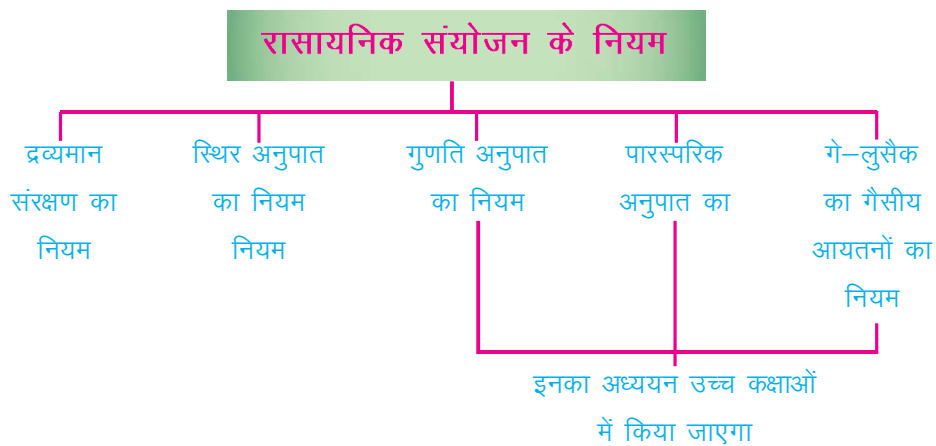 रासायनिक संयोजन के नियम
द्रव्यमान
संरक्षण का
नियम
स्थिर अनुपात
का नियम
नियम
गुणति अनुपात
का नियम
पारस्परिक
अनुपात का
गे–लुसैक
का गैसीय
आयतनों का
नियम
इनका अध्ययन उच्च कक्षाओं
में किया जाएगा